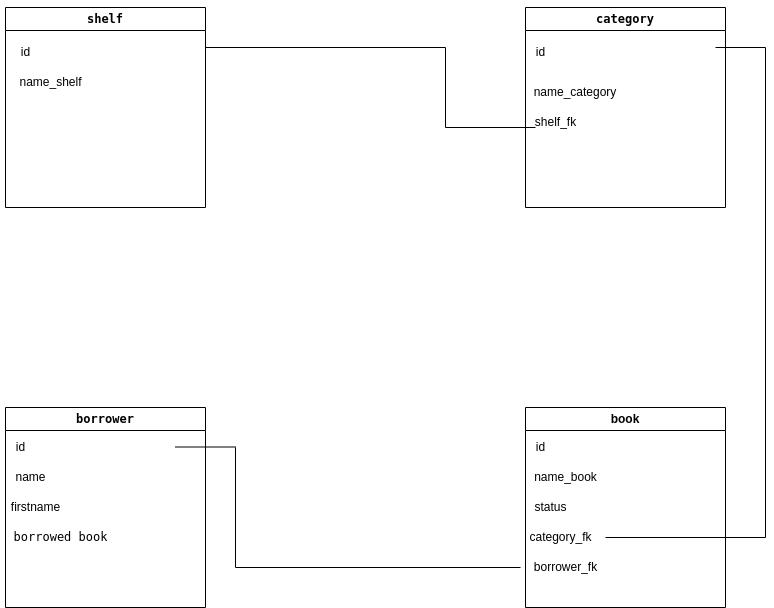 shelf
id
name_shelf
category
id
name_category
shelf_fk
borrower
id
name
firstname
borrowed book
book
id
name_book
status
category_fk
borrower_fk